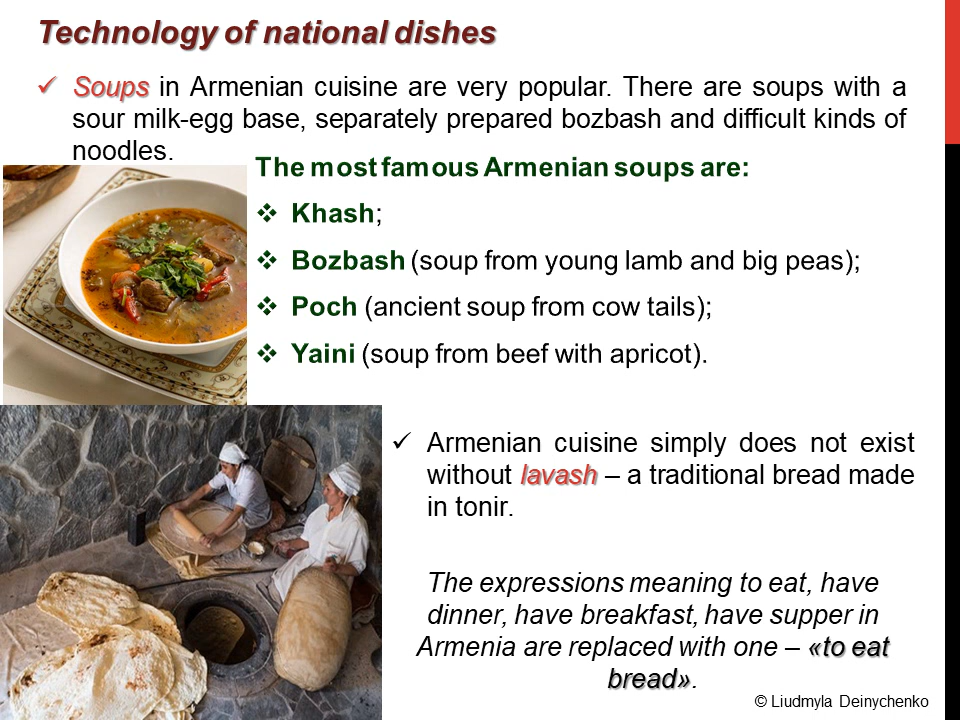 Technology of national dishes
✓ Soups in Armenian cuisine are very popular. There are soups with a
sour milk-egg base, separately prepared bozbash and difficult kinds of
noodles.
The most famous Armenian soups are:
❖ Khash;
❖ Bozbash (soup from young lamb and big peas);
❖ Poch (ancient soup from cow tails);
❖ Yaini (soup from beef with apricot).
✓ Armenian cuisine simply does not exist
without lavash – a traditional bread made
in tonir.
The expressions meaning to eat, have
dinner, have breakfast, have supper in
Armenia are replaced with one – «to eat
bread».
© Liudmyla Deinychenko